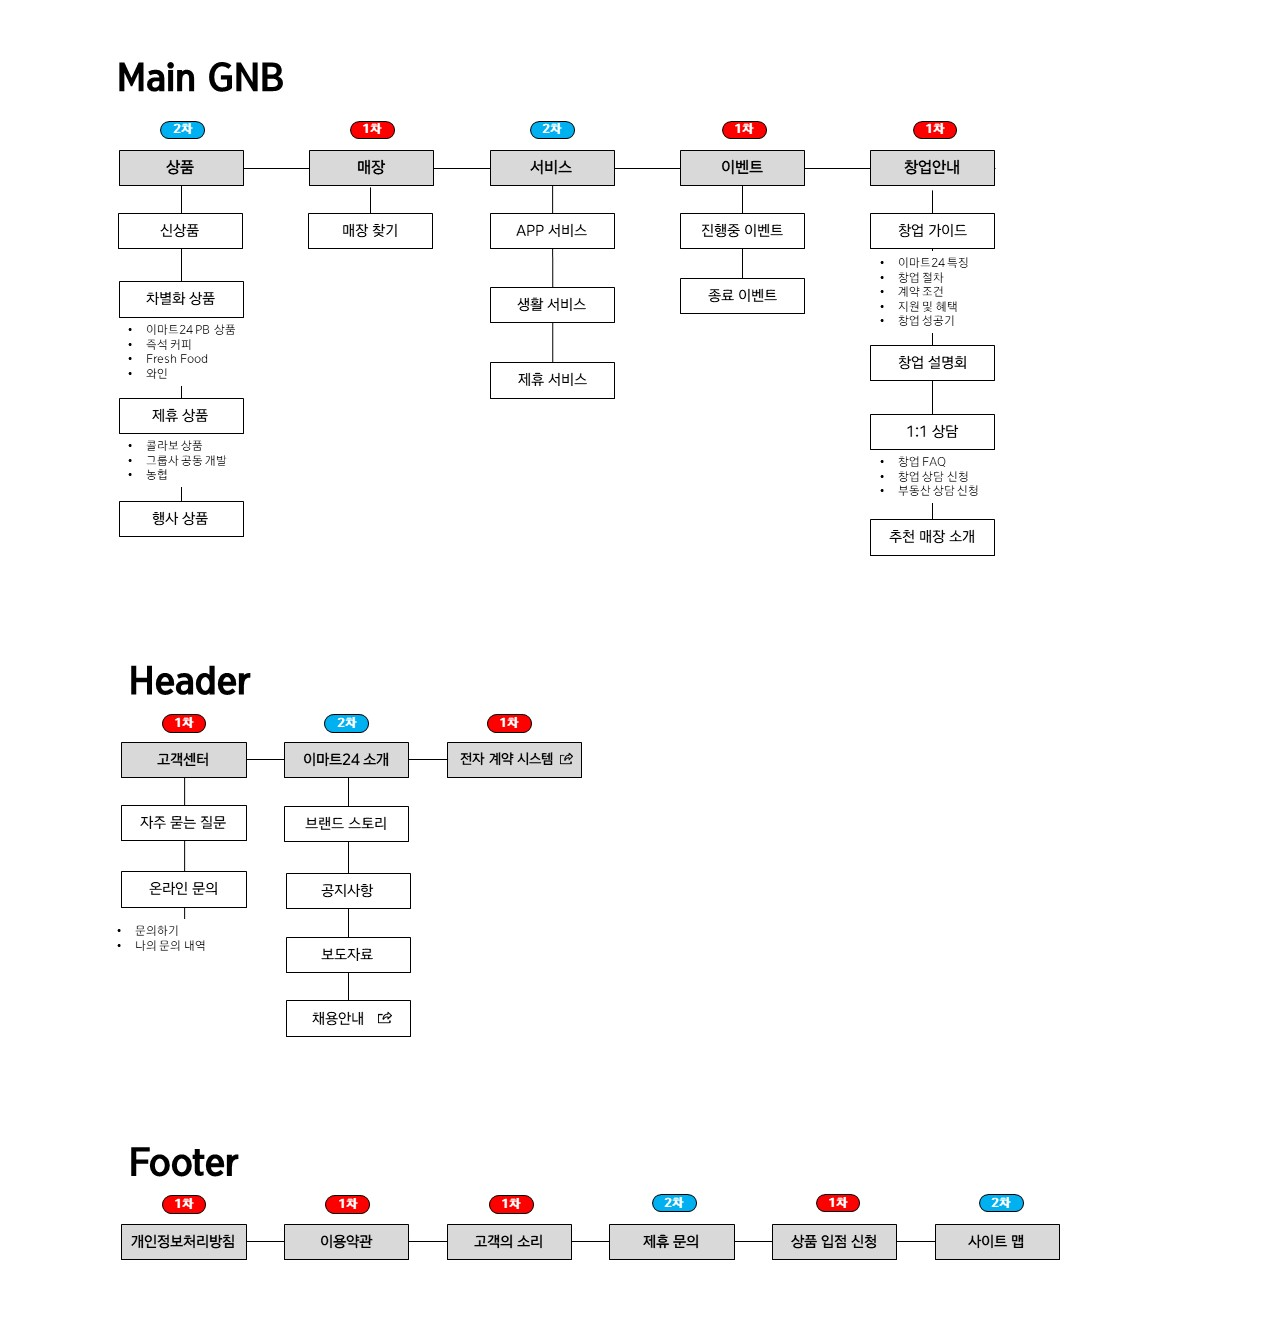 Main GNB
2차
1차
2차
1차
1차
상품
매장
서비스
이벤트
창업안내
신상품
매장 찾기
APP 서비스
진행중 이벤트
창업 가이드
• 이마트24 특징
• 창업 절차
• 계약 조건
• 지원 및 혜택
• 창업 성공기
차별화 상품
생활 서비스
종료 이벤트
• 이마트24 PB 상품
• 즉석 커피
• Fresh Food
• 와인
창업 설명회
제휴 서비스
제휴 상품
1:1 상담
• 콜라보 상품
• 그룹사 공동 개발
• 농협
• 창업 FAQ
• 창업 상담 신청
• 부동산 상담 신청
행사 상품
추천 매장 소개
Header
1차
2차
1차
고객센터
이마트24 소개
전자 계약 시스템
자주 묻는 질문
브랜드 스토리
온라인 문의
공지사항
• 문의하기
• 나의 문의 내역
보도자료
채용안내
Footer
1차
1차
1차
2차
1차
2차
개인정보처리방침
이용약관
고객의 소리
제휴 문의
상품 입점 신청
사이트 맵